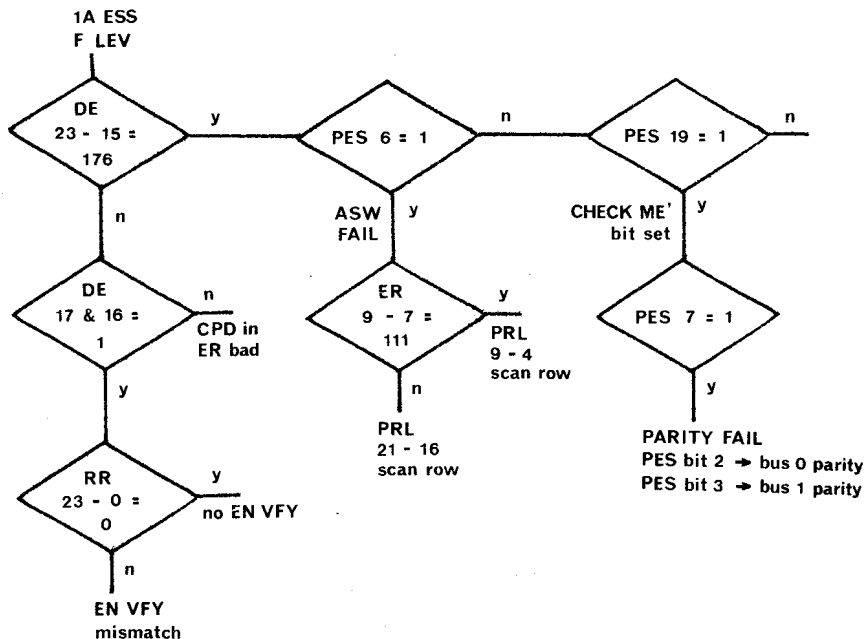 1A ESS
F LEV
DE
23 - 15 =
176
y
PES 6 = 1
n
PES 19 = 1
n
n
ASW
FAIL
y
CHECK ME'
bit set
y
DE
17 & 16 =
1
n
CPD in
ER bad
ER
9 - 7 =
111
y
PRL
9 - 4
scan row
PES 7 = 1
y
n
PRL
21 - 16
scan row
y
PARITY FAIL
PES bit 2 → bus 0 parity
PES bit 3 → bus 1 parity
RR
23 - 0 =
0
y
no EN VFY
n
EN VFY
mismatch